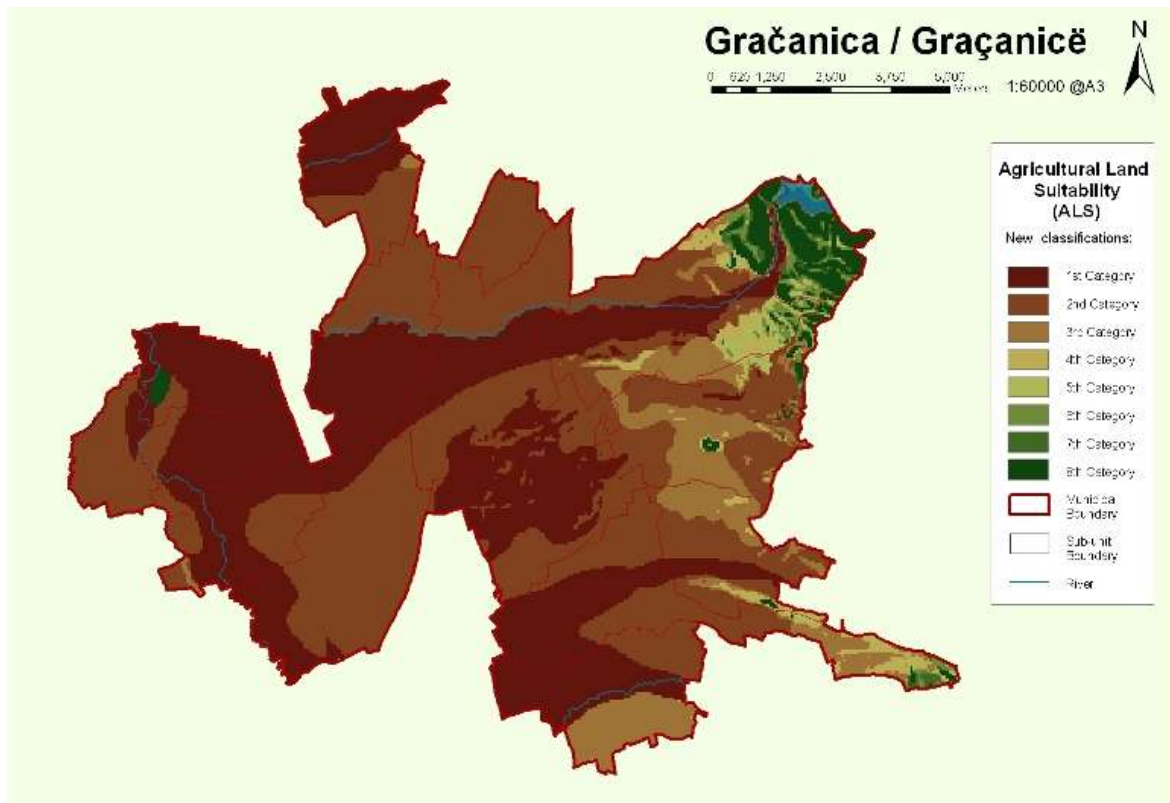 Gračanica / Graçanicë
N
0 625 1,250 2,500 3,750 5,000
Meters
1:60000 @A3
Agricultural Land
Suitability
(ALS)
New classifications:
1st Category
2nd Category
3rd Category
4th Category
5th Category
6th Category
7th Category
8th Category
Municipal
Boundary
Sub-unit
Boundary
River